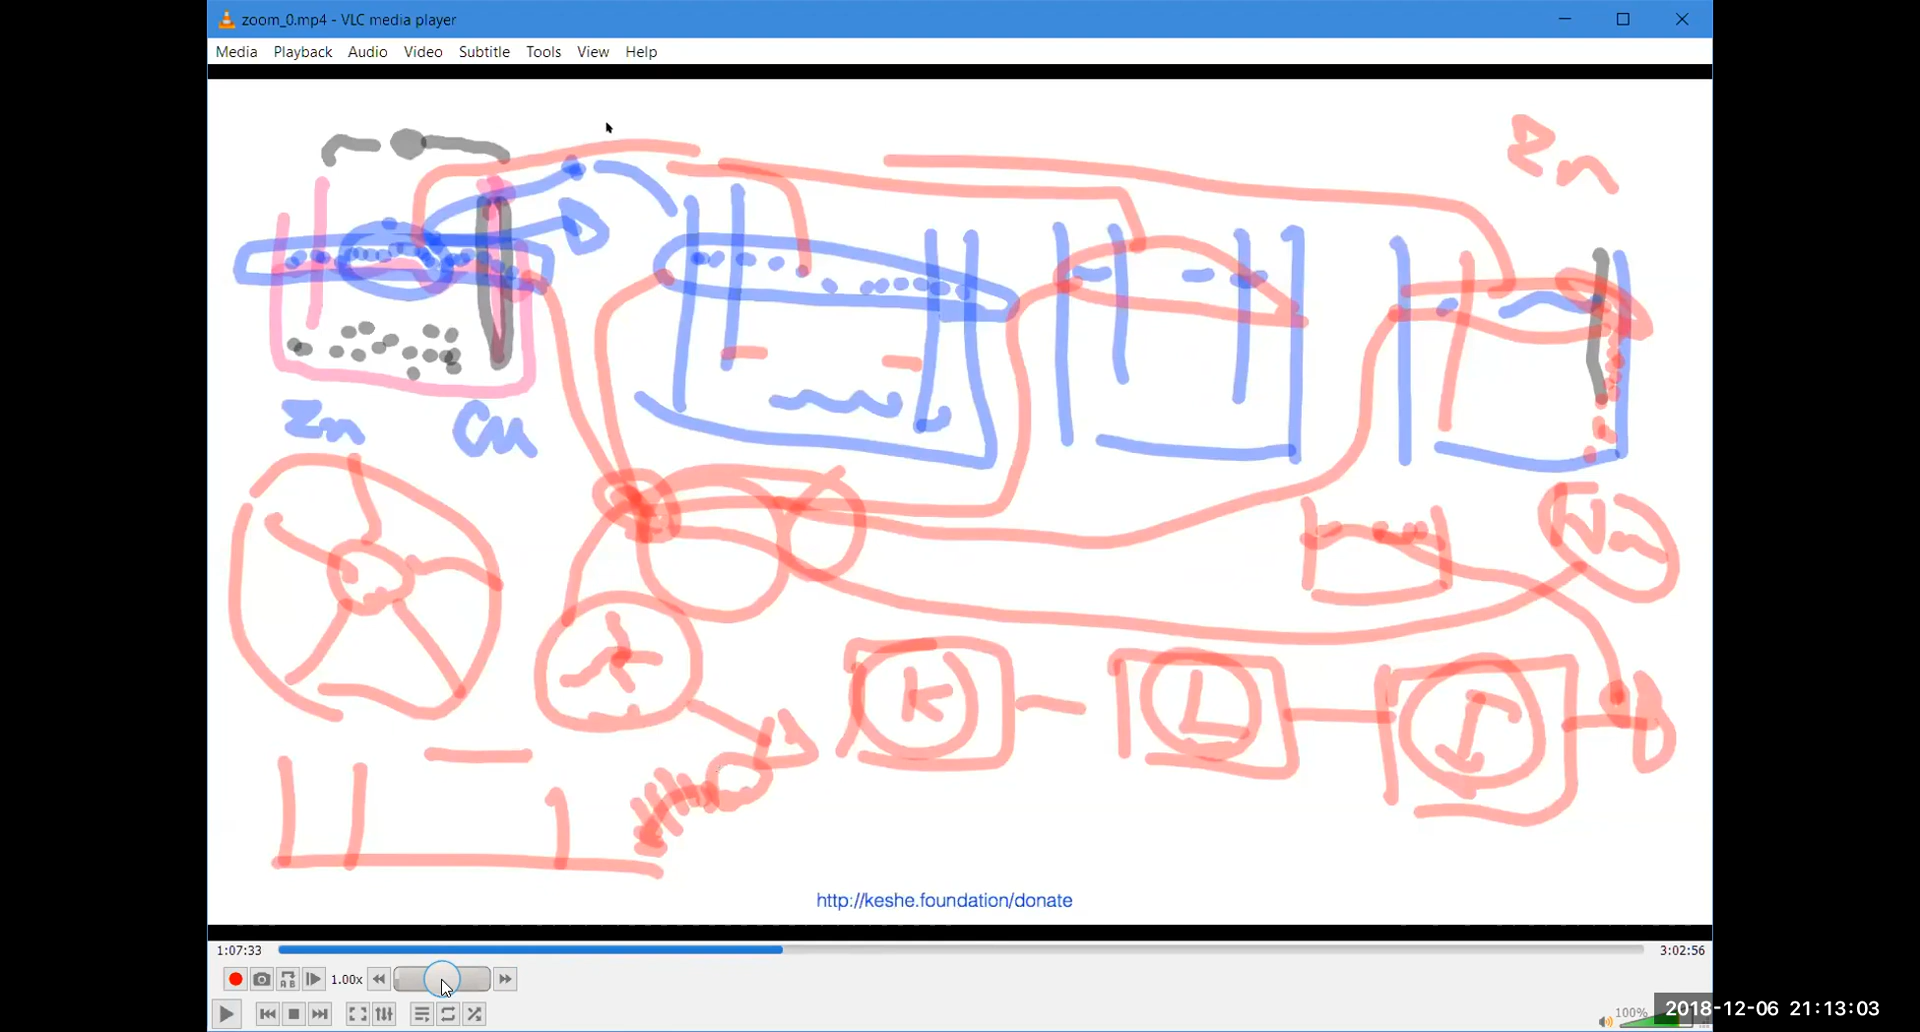 zoom_0.mp4 - VLC media player
Media Playback Audio Video Subtitle Tools View Help
Zn
Zn
Cu
K
L
http://keshe.foundation/donate
1:07:33
3:02:56
1.00x
100%
2018-12-06 21:13:03